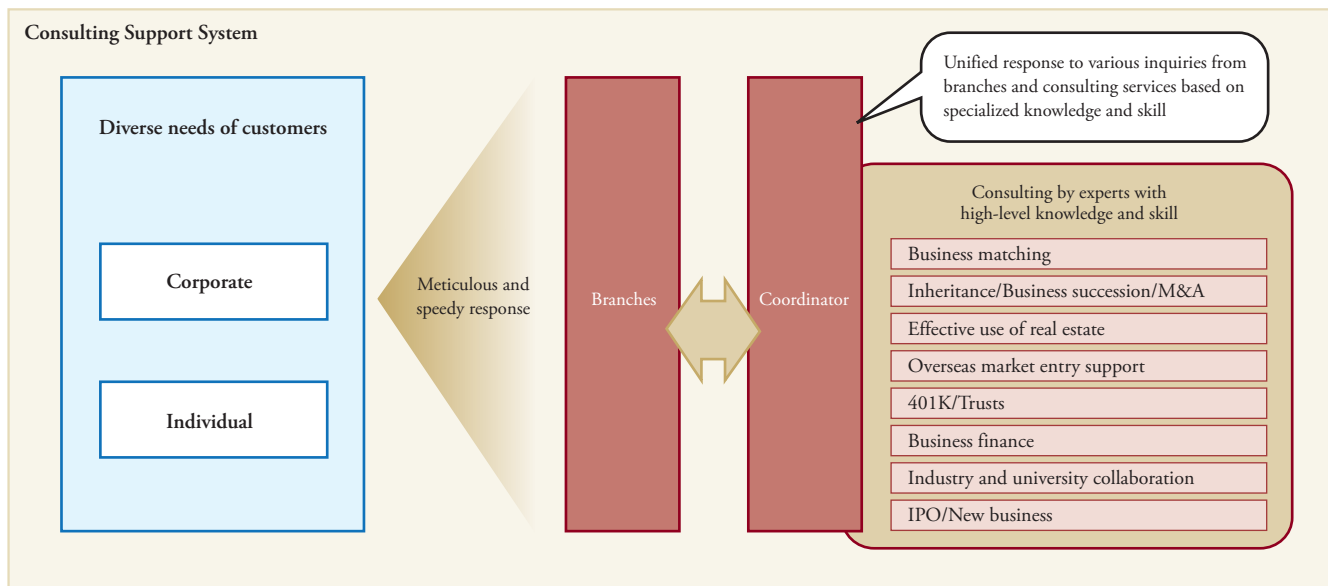 Consulting Support System
Diverse needs of customers
Corporate
Individual
Meticulous and
speedy response
Branches
Coordinator
Unified response to various inquiries from
branches and consulting services based on
specialized knowledge and skill
Consulting by experts with
high-level knowledge and skill
Business matching
Inheritance/Business succession/M&A
Effective use of real estate
Overseas market entry support
401K/Trusts
Business finance
Industry and university collaboration
IPO/New business